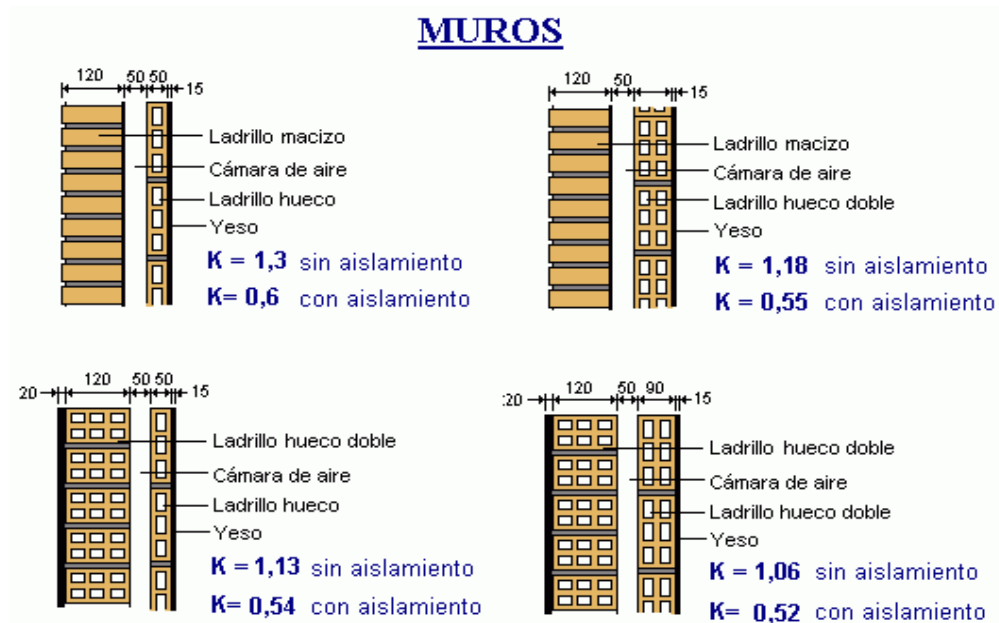 MUROS
120 50 50 15
Ladrillo macizo
Cámara de aire
Ladrillo hueco
Yeso
K = 1,3 sin aislamiento
K= 0,6 con aislamiento
120 50 15
Ladrillo macizo
Cámara de aire
Ladrillo hueco doble
Yeso
K = 1,18 sin aislamiento
K = 0,55 con aislamiento
20 120 50 50 15
Ladrillo hueco doble
Cámara de aire
Ladrillo hueco
Yeso
K = 1,13 sin aislamiento
K= 0,54 con aislamiento
20 120 50 90 15
Ladrillo hueco doble
Cámara de aire
Ladrillo hueco doble
Yeso
K = 1,06 sin aislamiento
K= 0,52 con aislamiento